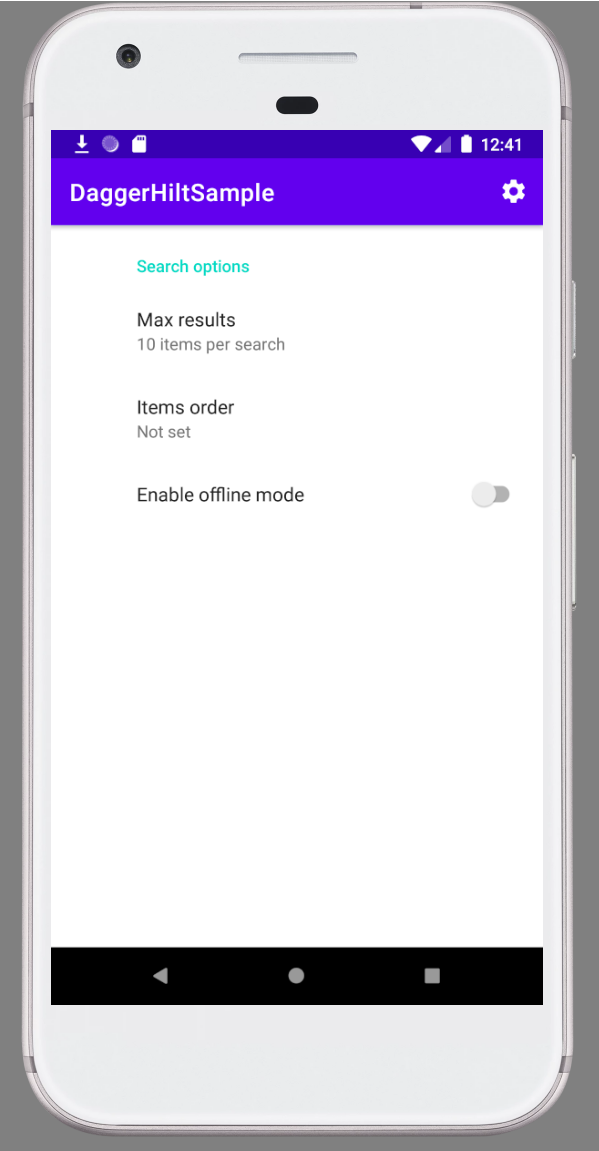 12:41
DaggerHiltSample
Search options
Max results
10 items per search
Items order
Not set
Enable offline mode